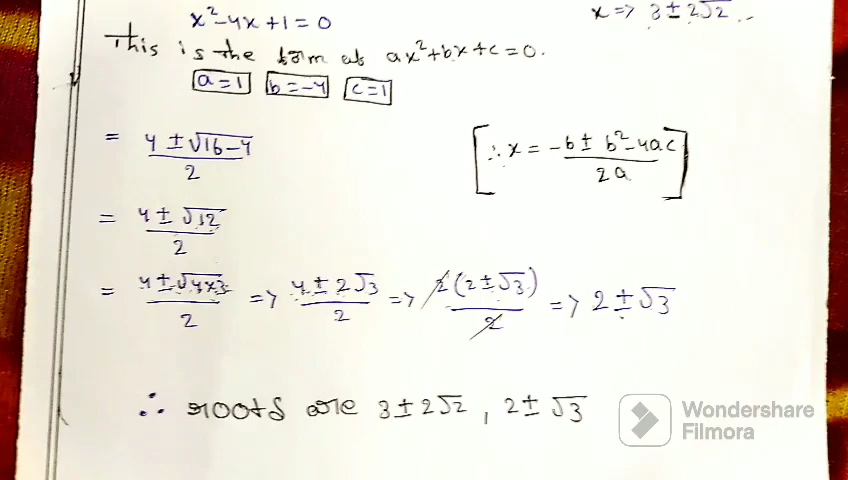 x => 3 ± 2√2 ..
x² - 4x + 1 = 0
This is the form of ax² + bx + c = 0.
a = 1 b = -4 c = 1
= 4 ± √16 - 4 / 2
[∴ x = -b ± b² - 4ac / 2a]
= 4 ± √12 / 2
= 4 ± √4x3 / 2 => 4 ± 2√3 / 2 => 2(2 ± √3) / 2 => 2 ± √3
∴ roots are 3 ± 2√2, 2 ± √3
Wondershare
Filmora